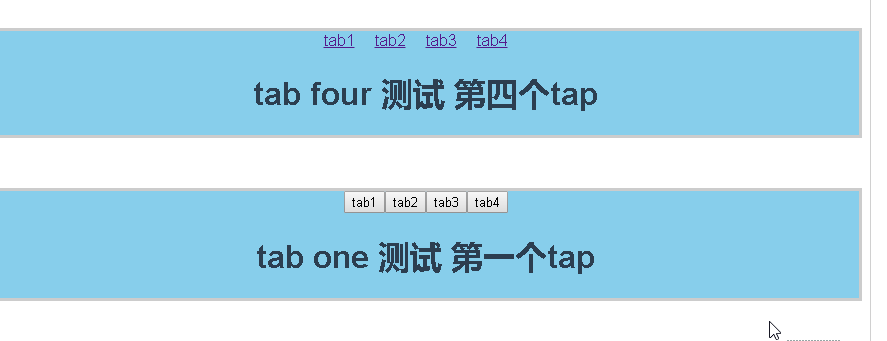 tab1 tab2 tab3 tab4
tab four 测试 第四个tap
tab1 tab2 tab3 tab4
tab one 测试 第一个tap